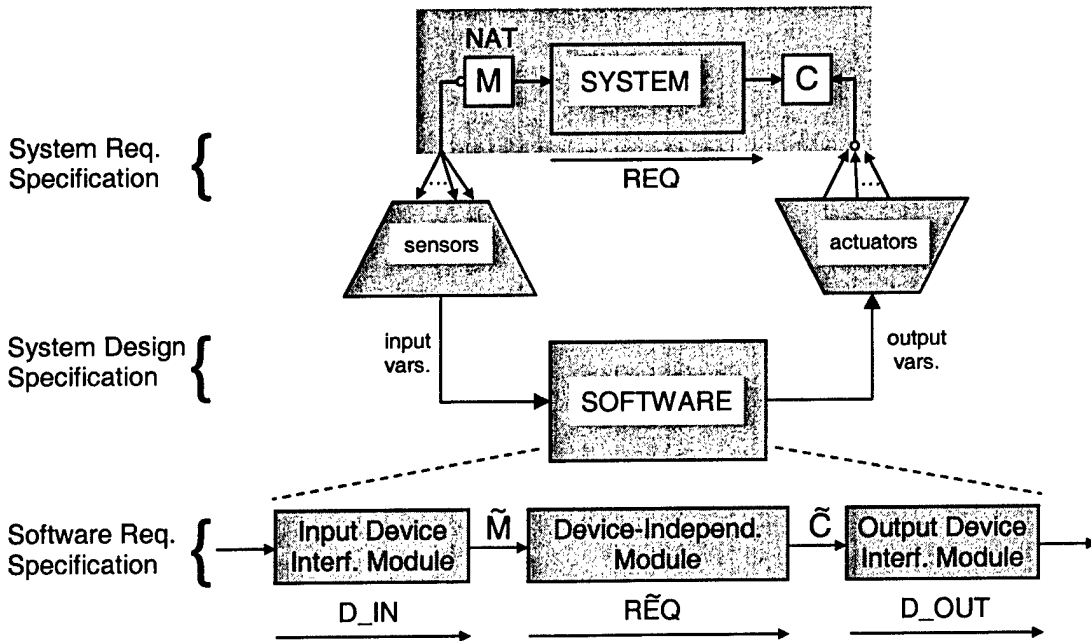 NAT
M
SYSTEM
C
System Req.
Specification
REQ
...
...
sensors
actuators
System Design
Specification
input
vars.
output
vars.
SOFTWARE
Software Req.
Specification
Input Device
Interf. Module
M̃
Device-Independ.
Module
C̃
Output Device
Interf. Module
D_IN
RẼQ
D_OUT